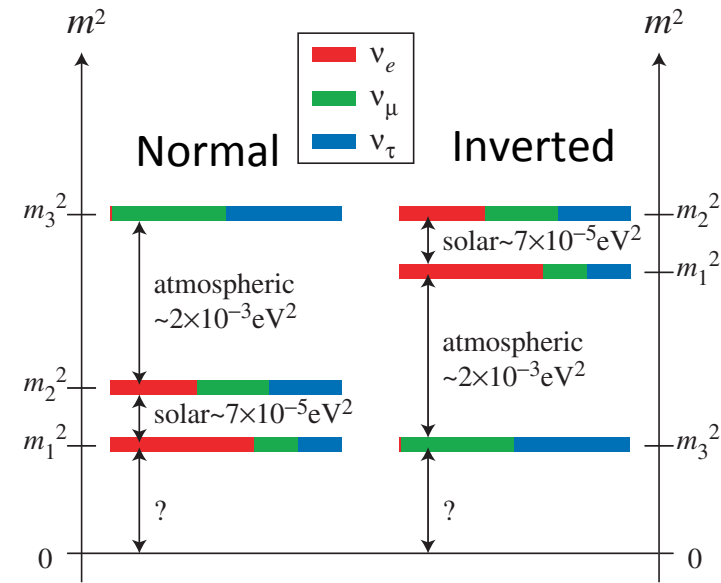 m² m²
νₑ
ν_μ
ν_τ
Normal Inverted
m₃² m₂²
solar~7×10⁻⁵eV²
m₁²
atmospheric
~2×10⁻³eV²
atmospheric
~2×10⁻³eV²
m₂²
solar~7×10⁻⁵eV²
m₁² m₃²
? ?
0 0